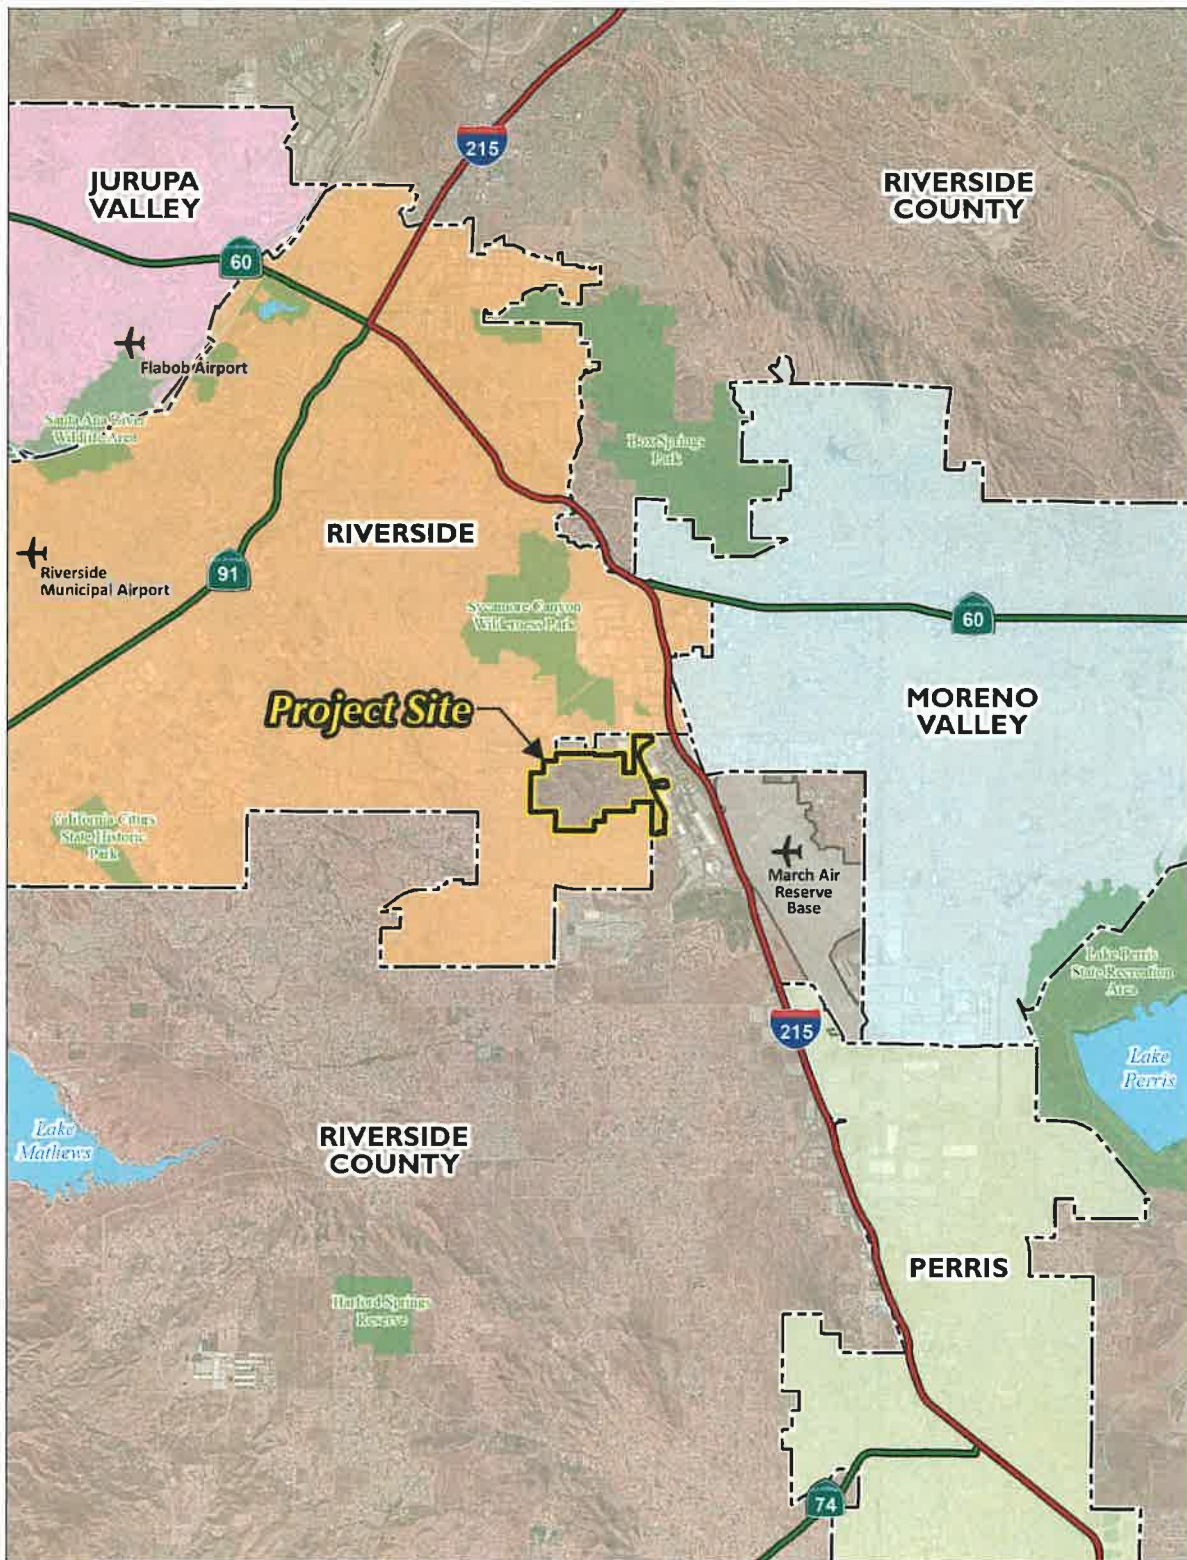 215
JURUPA
VALLEY
RIVERSIDE
COUNTY
60
Flabob Airport
Santa Ana River
Wildlife Area
Box Springs
Park
RIVERSIDE
Riverside
Municipal Airport
91
Sycamore Canyon
Wilderness Park
60
Project Site
MORENO
VALLEY
California Citrus
State Historic
Park
March Air
Reserve
Base
Lake Perris
State Recreation
Area
215
Lake
Perris
Lake
Mathews
RIVERSIDE
COUNTY
PERRIS
Harford Springs
Reserve
74